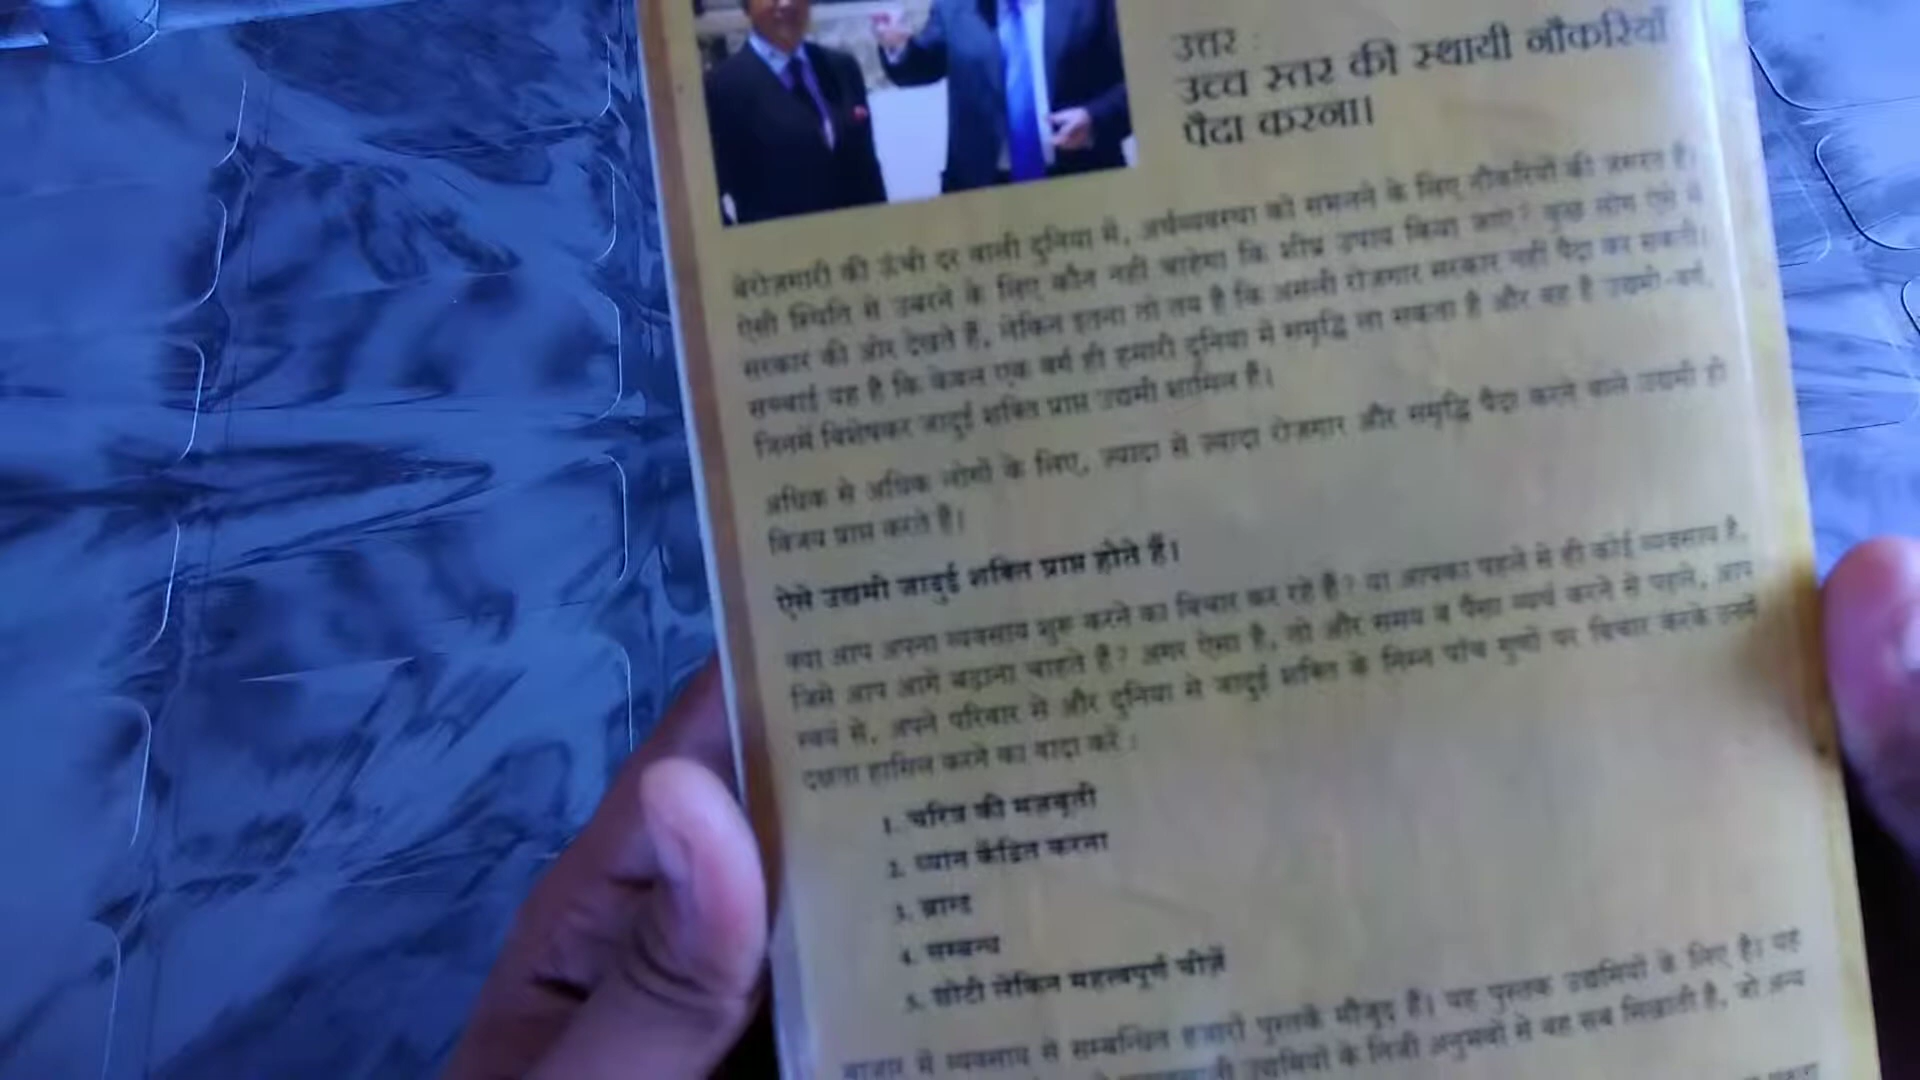 उत्तर :
उच्च स्तर की स्थायी नौकरियाँ
पैदा करना।
बेरोज़गारी की ऊंची दर वाली दुनिया में, अर्थव्यवस्था को संभलने के लिए नौकरियों की ज़रूरत है।
ऐसी स्थिति से उबरने के लिए कौन नहीं चाहेगा कि शीघ्र उपाय किया जाए? कुछ लोग ऐसे में
सरकार की ओर देखते हैं, लेकिन इतना तो तय है कि असली रोज़गार सरकार नहीं पैदा कर सकती।
सच्चाई यह है कि केवल एक वर्ग ही हमारी दुनिया में समृद्धि ला सकता है और वह है उद्यमी-वर्ग,
जिनमें विशेषकर जादुई शक्ति प्राप्त उद्यमी शामिल हैं।
अधिक से अधिक लोगों के लिए, ज़्यादा से ज़्यादा रोज़गार और समृद्धि पैदा करने वाले उद्यमी ही
विजय प्राप्त करते हैं।
ऐसे उद्यमी जादुई शक्ति प्राप्त होते हैं।
क्या आप अपना व्यवसाय शुरू करने का विचार कर रहे हैं? या आपका पहले से ही कोई व्यवसाय है,
जिसे आप आगे बढ़ाना चाहते हैं? अगर ऐसा है, तो और समय व पैसा व्यर्थ करने से पहले, आप
स्वयं से, अपने परिवार से और दुनिया से जादुई शक्ति के निम्न पाँच गुणों पर विचार करके उनमें
दक्षता हासिल करने का वादा करें :
1. चरित्र की मज़बूती
2. ध्यान केंद्रित करना
3. ब्रान्ड
4. सम्बन्ध
5. छोटी लेकिन महत्त्वपूर्ण चीज़ें
बाज़ार में व्यवसाय से सम्बन्धित हज़ारों पुस्तकें मौजूद हैं। यह पुस्तक उद्यमियों के लिए है। यह
उद्यमियों के निजी अनुभवों से वह सब सिखाती है, जो अन्य